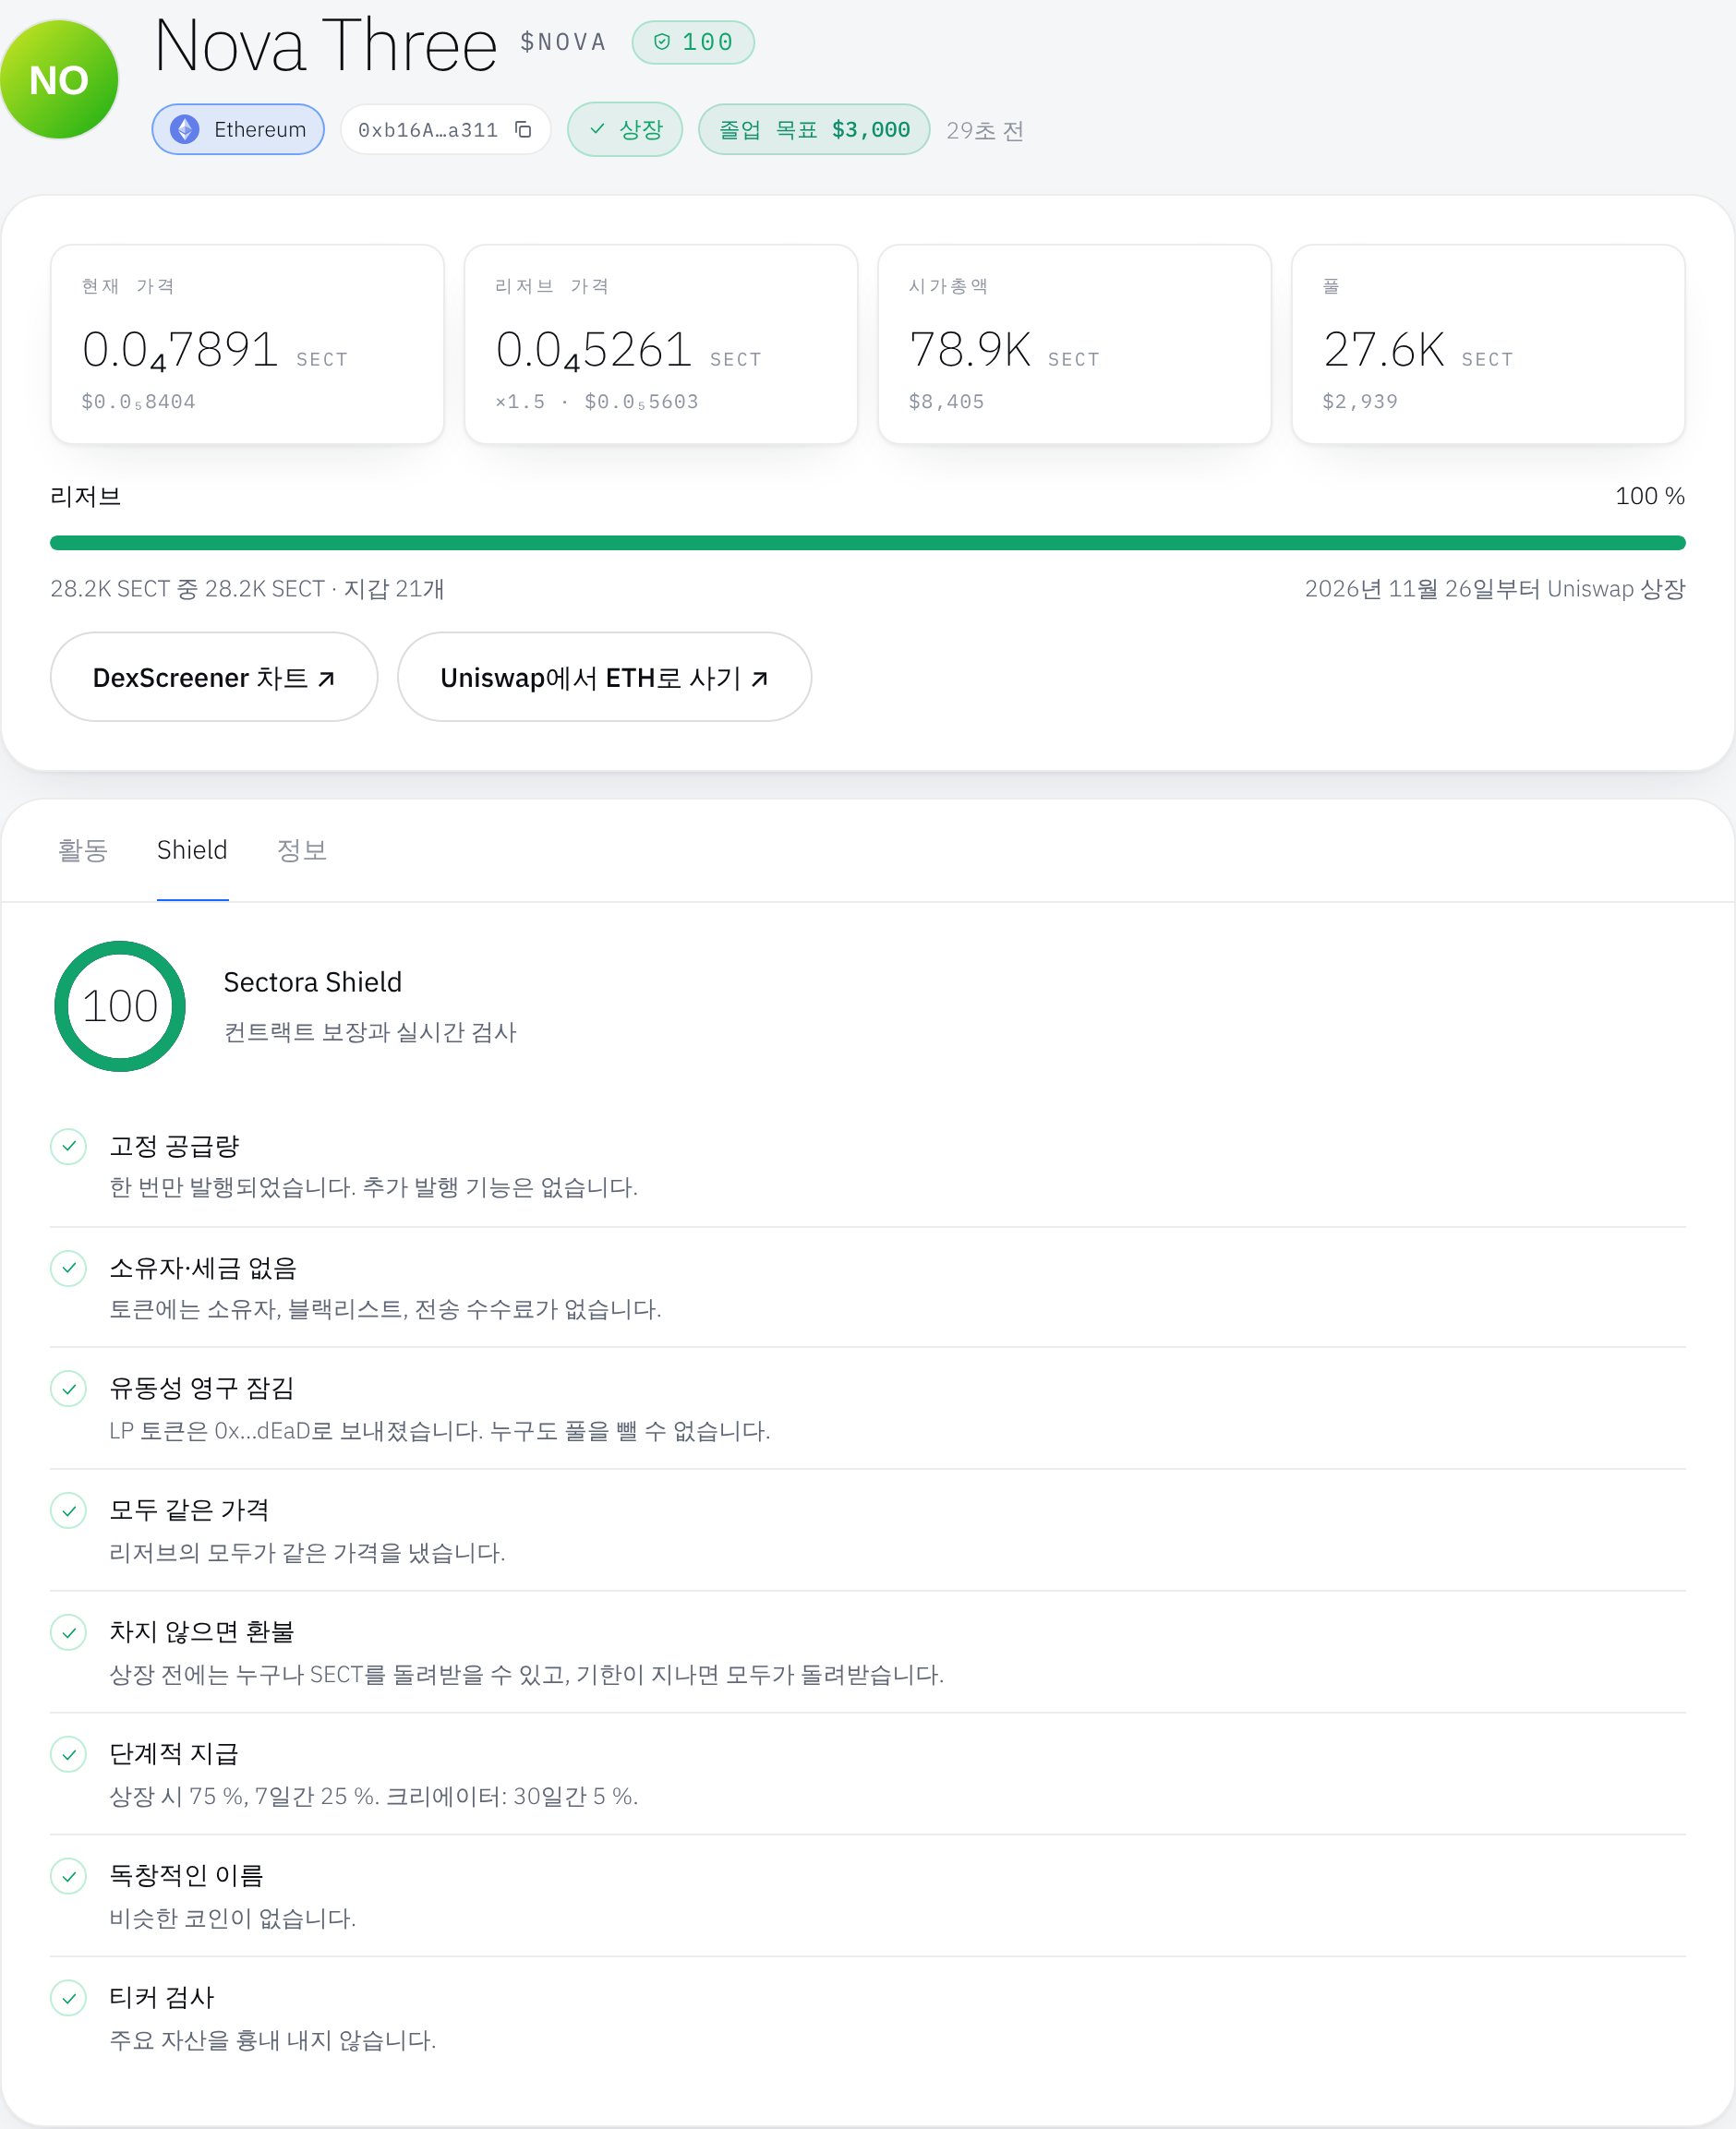 NO
Nova Three $NOVA 100
Ethereum 0xb16A…a311 상장 졸업 목표 $3,000 29초 전
현재 가격
0.0₄7891 SECT
$0.0₅8404
리저브 가격
0.0₄5261 SECT
×1.5 · $0.0₅5603
시가총액
78.9K SECT
$8,405
풀
27.6K SECT
$2,939
리저브 100 %
28.2K SECT 중 28.2K SECT · 지갑 21개 2026년 11월 26일부터 Uniswap 상장
DexScreener 차트 ↗ Uniswap에서 ETH로 사기 ↗
활동 Shield 정보
100
Sectora Shield
컨트랙트 보장과 실시간 검사
고정 공급량
한 번만 발행되었습니다. 추가 발행 기능은 없습니다.
소유자·세금 없음
토큰에는 소유자, 블랙리스트, 전송 수수료가 없습니다.
유동성 영구 잠김
LP 토큰은 0x…dEaD로 보내졌습니다. 누구도 풀을 뺄 수 없습니다.
모두 같은 가격
리저브의 모두가 같은 가격을 냈습니다.
차지 않으면 환불
상장 전에는 누구나 SECT를 돌려받을 수 있고, 기한이 지나면 모두가 돌려받습니다.
단계적 지급
상장 시 75 %, 7일간 25 %. 크리에이터: 30일간 5 %.
독창적인 이름
비슷한 코인이 없습니다.
티커 검사
주요 자산을 흉내 내지 않습니다.